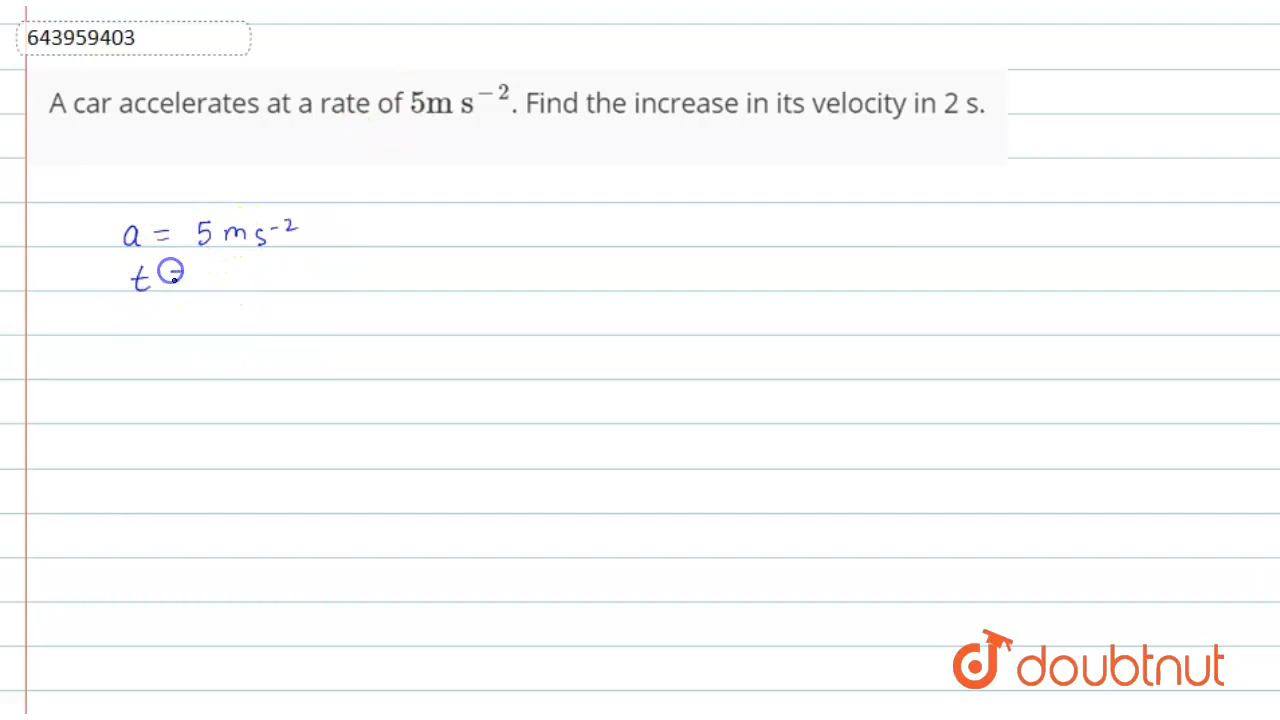 643959403
A car accelerates at a rate of 5m s⁻². Find the increase in its velocity in 2 s.
a = 5 m s⁻²
t =
doubtnut